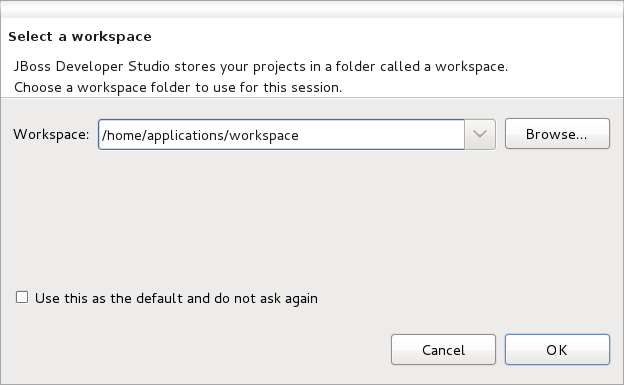 Select a workspace
JBoss Developer Studio stores your projects in a folder called a workspace.
Choose a workspace folder to use for this session.
Workspace: /home/applications/workspace Browse...
Use this as the default and do not ask again
Cancel OK